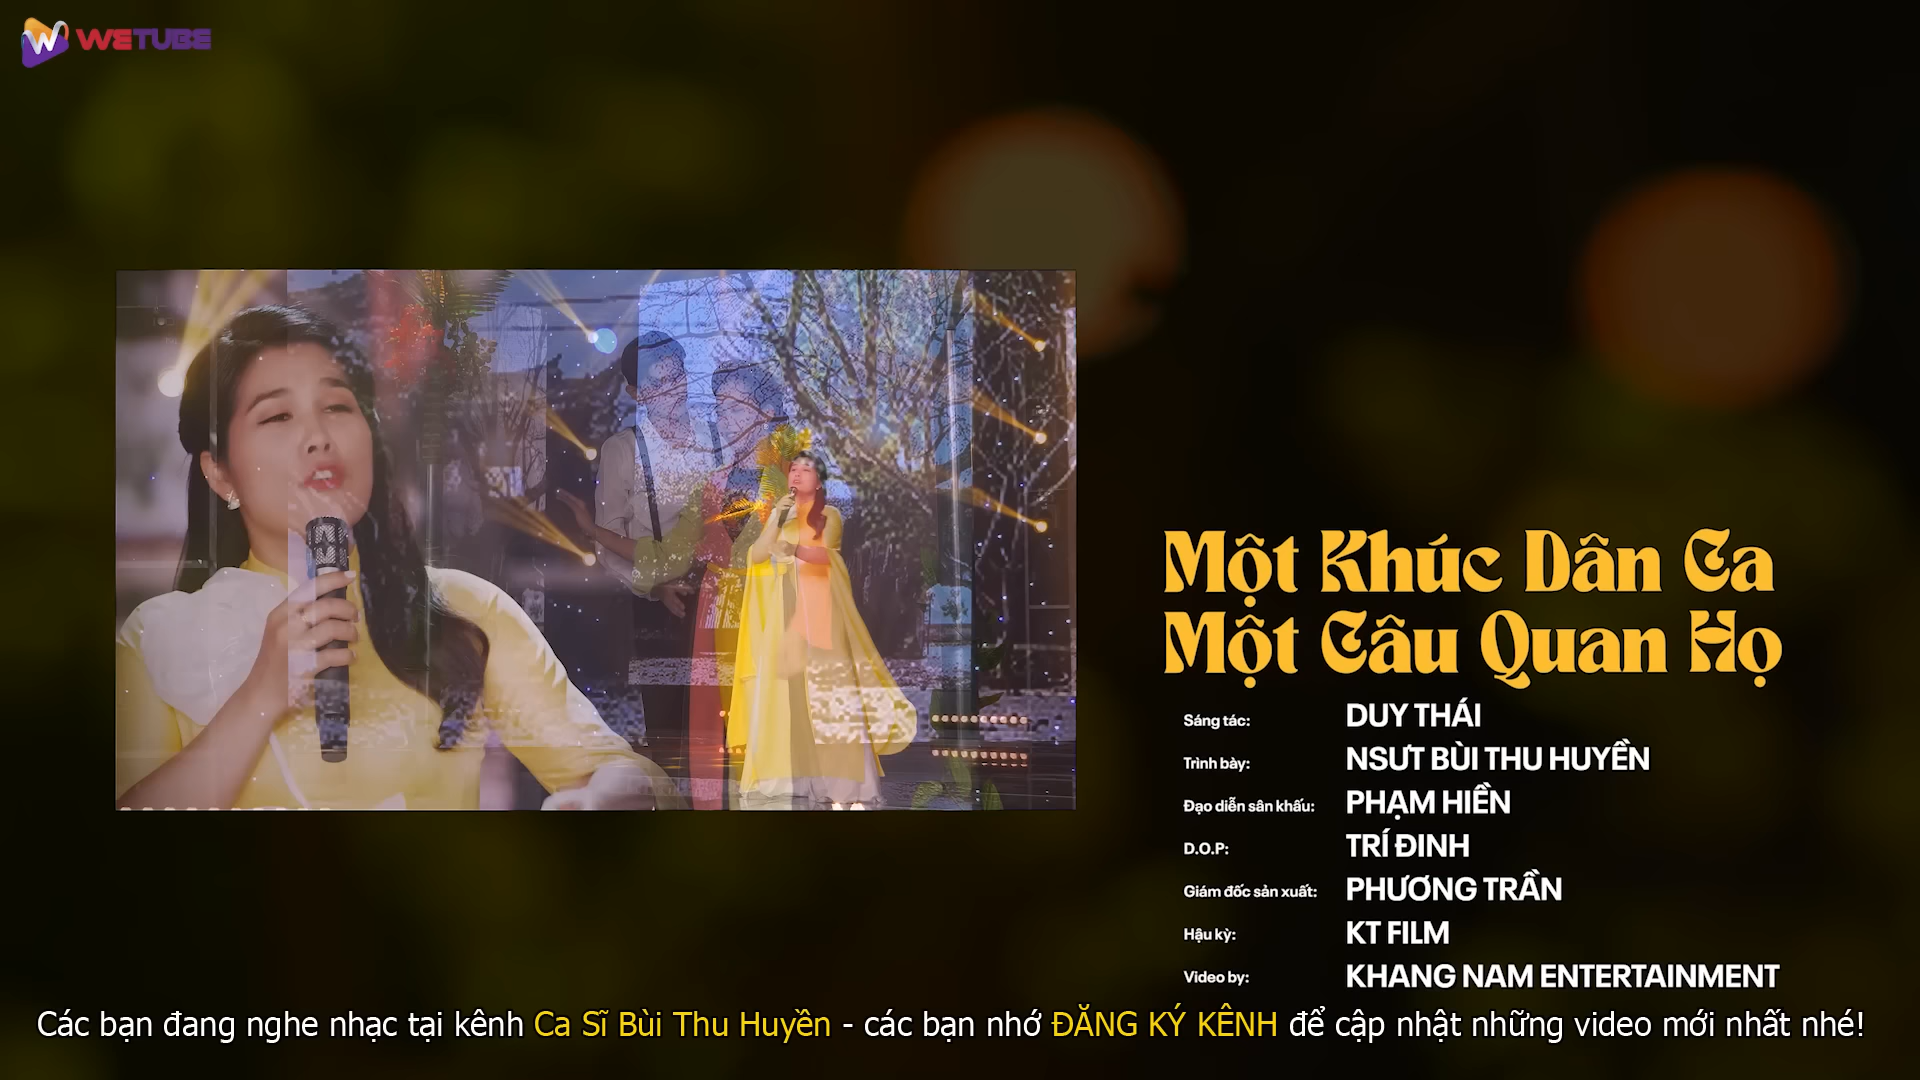 WETUBE
Một Khúc Dân Ca
Một Câu Quan Họ
Sáng tác: DUY THÁI
Trình bày: NSƯT BÙI THU HUYỀN
Đạo diễn sân khấu: PHẠM HIỀN
D.O.P: TRÍ ĐINH
Giám đốc sản xuất: PHƯƠNG TRẦN
Hậu kỳ: KT FILM
Video by: KHANG NAM ENTERTAINMENT
Các bạn đang nghe nhạc tại kênh Ca Sĩ Bùi Thu Huyền - các bạn nhớ ĐĂNG KÝ KÊNH để cập nhật những video mới nhất nhé!